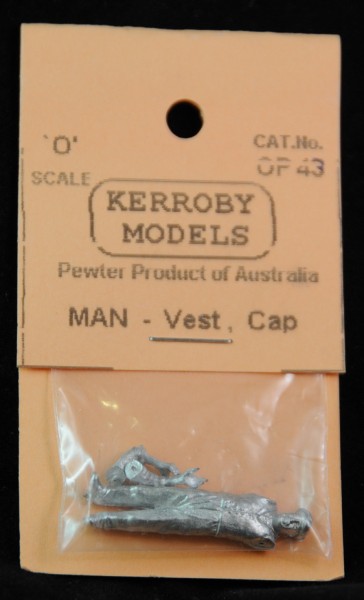 'O' CAT.No.
SCALE OP 43
KERROBY
MODELS
Pewter Product of Australia
MAN - Vest, Cap